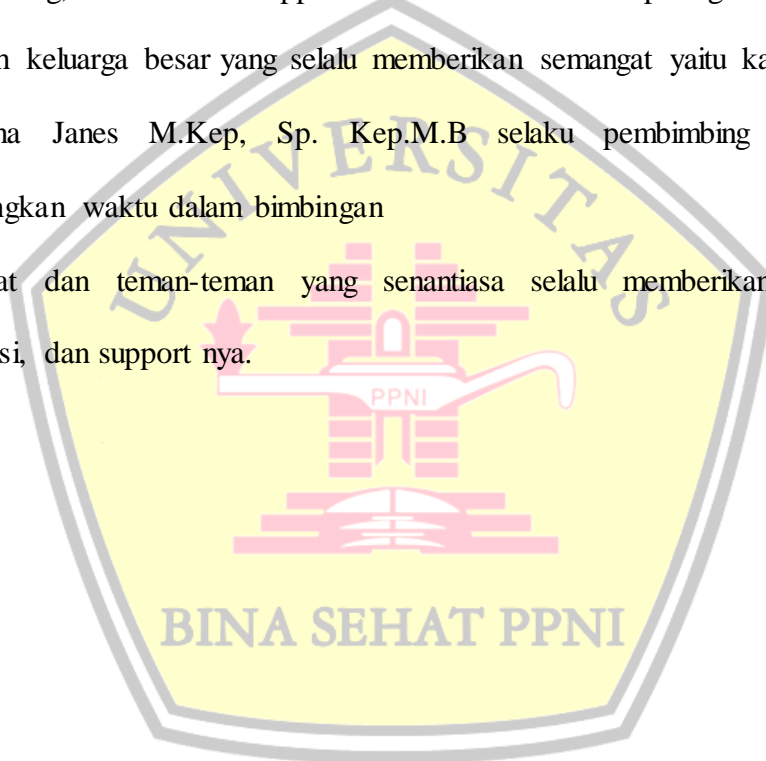 keluarga besar yang selalu memberikan semangat yaitu
Janes M.Kep, Sp. Kep.M.B selaku pembimbing
waktu dalam bimbingan
dan teman-teman yang senantiasa selalu memberikan
dan support nya.
UNIVERSITAS
PPNI
BINA SEHAT PPNI